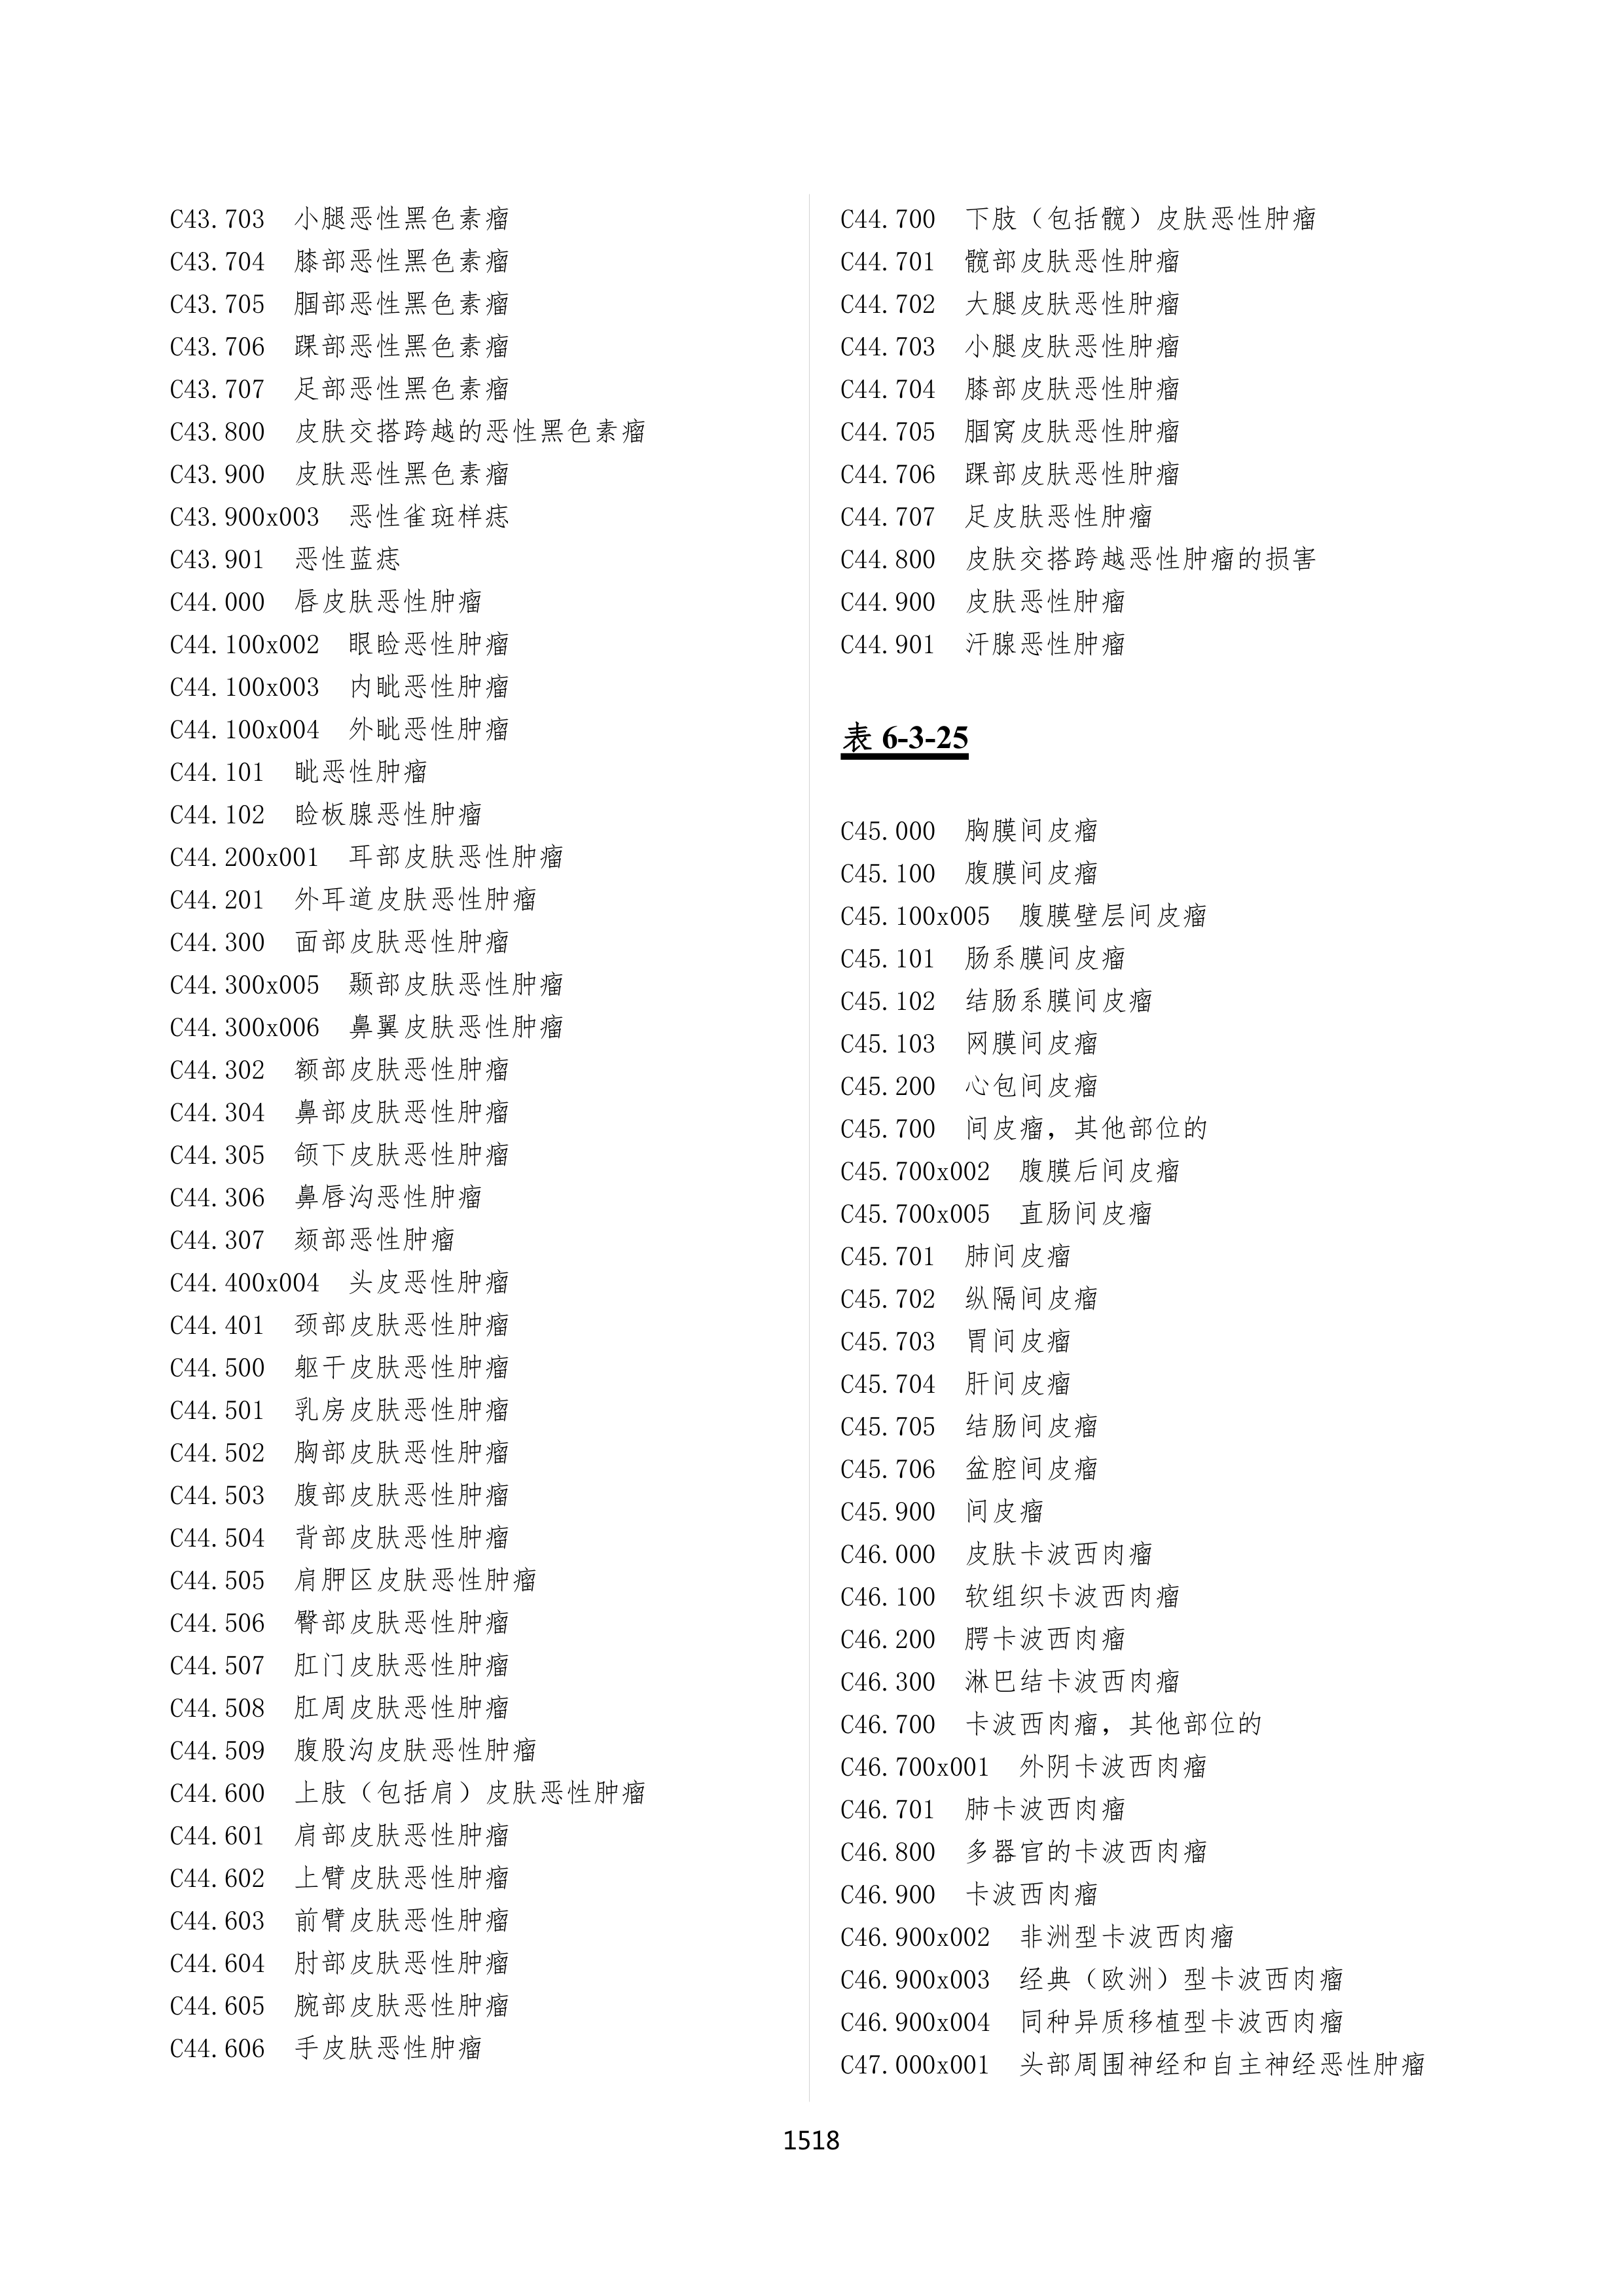 C43.703 小腿恶性黑色素瘤
C43.704 膝部恶性黑色素瘤
C43.705 腘部恶性黑色素瘤
C43.706 踝部恶性黑色素瘤
C43.707 足部恶性黑色素瘤
C43.800 皮肤交搭跨越的恶性黑色素瘤
C43.900 皮肤恶性黑色素瘤
C43.900x003 恶性雀斑样痣
C43.901 恶性蓝痣
C44.000 唇皮肤恶性肿瘤
C44.100x002 眼睑恶性肿瘤
C44.100x003 内眦恶性肿瘤
C44.100x004 外眦恶性肿瘤
C44.101 眦恶性肿瘤
C44.102 睑板腺恶性肿瘤
C44.200x001 耳部皮肤恶性肿瘤
C44.201 外耳道皮肤恶性肿瘤
C44.300 面部皮肤恶性肿瘤
C44.300x005 颞部皮肤恶性肿瘤
C44.300x006 鼻翼皮肤恶性肿瘤
C44.302 额部皮肤恶性肿瘤
C44.304 鼻部皮肤恶性肿瘤
C44.305 颌下皮肤恶性肿瘤
C44.306 鼻唇沟恶性肿瘤
C44.307 颏部恶性肿瘤
C44.400x004 头皮恶性肿瘤
C44.401 颈部皮肤恶性肿瘤
C44.500 躯干皮肤恶性肿瘤
C44.501 乳房皮肤恶性肿瘤
C44.502 胸部皮肤恶性肿瘤
C44.503 腹部皮肤恶性肿瘤
C44.504 背部皮肤恶性肿瘤
C44.505 肩胛区皮肤恶性肿瘤
C44.506 臀部皮肤恶性肿瘤
C44.507 肛门皮肤恶性肿瘤
C44.508 肛周皮肤恶性肿瘤
C44.509 腹股沟皮肤恶性肿瘤
C44.600 上肢（包括肩）皮肤恶性肿瘤
C44.601 肩部皮肤恶性肿瘤
C44.602 上臂皮肤恶性肿瘤
C44.603 前臂皮肤恶性肿瘤
C44.604 肘部皮肤恶性肿瘤
C44.605 腕部皮肤恶性肿瘤
C44.606 手皮肤恶性肿瘤
C44.700 下肢（包括髋）皮肤恶性肿瘤
C44.701 髋部皮肤恶性肿瘤
C44.702 大腿皮肤恶性肿瘤
C44.703 小腿皮肤恶性肿瘤
C44.704 膝部皮肤恶性肿瘤
C44.705 腘窝皮肤恶性肿瘤
C44.706 踝部皮肤恶性肿瘤
C44.707 足皮肤恶性肿瘤
C44.800 皮肤交搭跨越恶性肿瘤的损害
C44.900 皮肤恶性肿瘤
C44.901 汗腺恶性肿瘤
表 6-3-25
C45.000 胸膜间皮瘤
C45.100 腹膜间皮瘤
C45.100x005 腹膜壁层间皮瘤
C45.101 肠系膜间皮瘤
C45.102 结肠系膜间皮瘤
C45.103 网膜间皮瘤
C45.200 心包间皮瘤
C45.700 间皮瘤，其他部位的
C45.700x002 腹膜后间皮瘤
C45.700x005 直肠间皮瘤
C45.701 肺间皮瘤
C45.702 纵隔间皮瘤
C45.703 胃间皮瘤
C45.704 肝间皮瘤
C45.705 结肠间皮瘤
C45.706 盆腔间皮瘤
C45.900 间皮瘤
C46.000 皮肤卡波西肉瘤
C46.100 软组织卡波西肉瘤
C46.200 腭卡波西肉瘤
C46.300 淋巴结卡波西肉瘤
C46.700 卡波西肉瘤，其他部位的
C46.700x001 外阴卡波西肉瘤
C46.701 肺卡波西肉瘤
C46.800 多器官的卡波西肉瘤
C46.900 卡波西肉瘤
C46.900x002 非洲型卡波西肉瘤
C46.900x003 经典（欧洲）型卡波西肉瘤
C46.900x004 同种异质移植型卡波西肉瘤
C47.000x001 头部周围神经和自主神经恶性肿瘤
1518